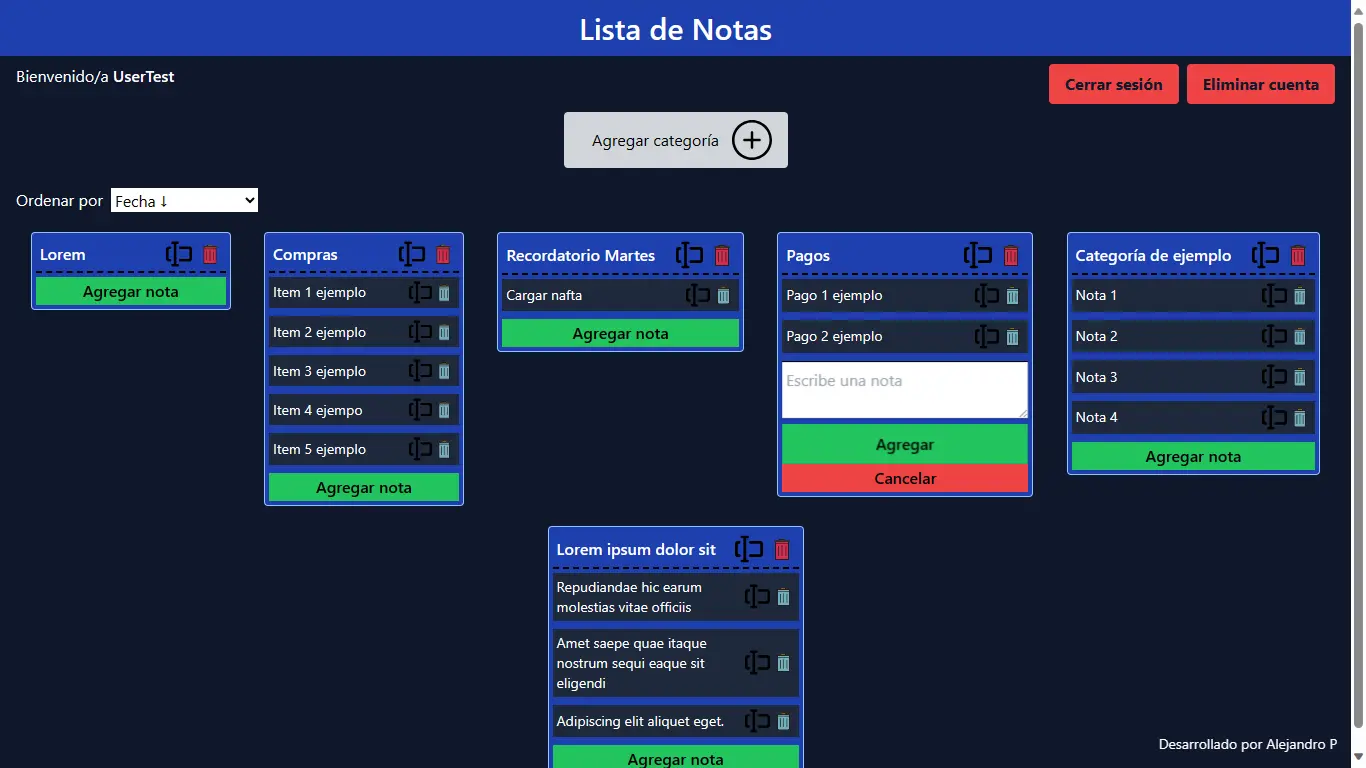 Lista de Notas
Bienvenido/a UserTest
Cerrar sesión
Eliminar cuenta
Agregar categoría
Ordenar por
Fecha ↓
Lorem
Agregar nota
Compras
Item 1 ejemplo
Item 2 ejemplo
Item 3 ejemplo
Item 4 ejempo
Item 5 ejemplo
Agregar nota
Recordatorio Martes
Cargar nafta
Agregar nota
Pagos
Pago 1 ejemplo
Pago 2 ejemplo
Escribe una nota
Agregar
Cancelar
Categoría de ejemplo
Nota 1
Nota 2
Nota 3
Nota 4
Agregar nota
Lorem ipsum dolor sit
Repudiandae hic earum
molestias vitae officiis
Amet saepe quae itaque
nostrum sequi eaque sit
eligendi
Adipiscing elit aliquet eget.
Agregar nota
Desarrollado por Alejandro P